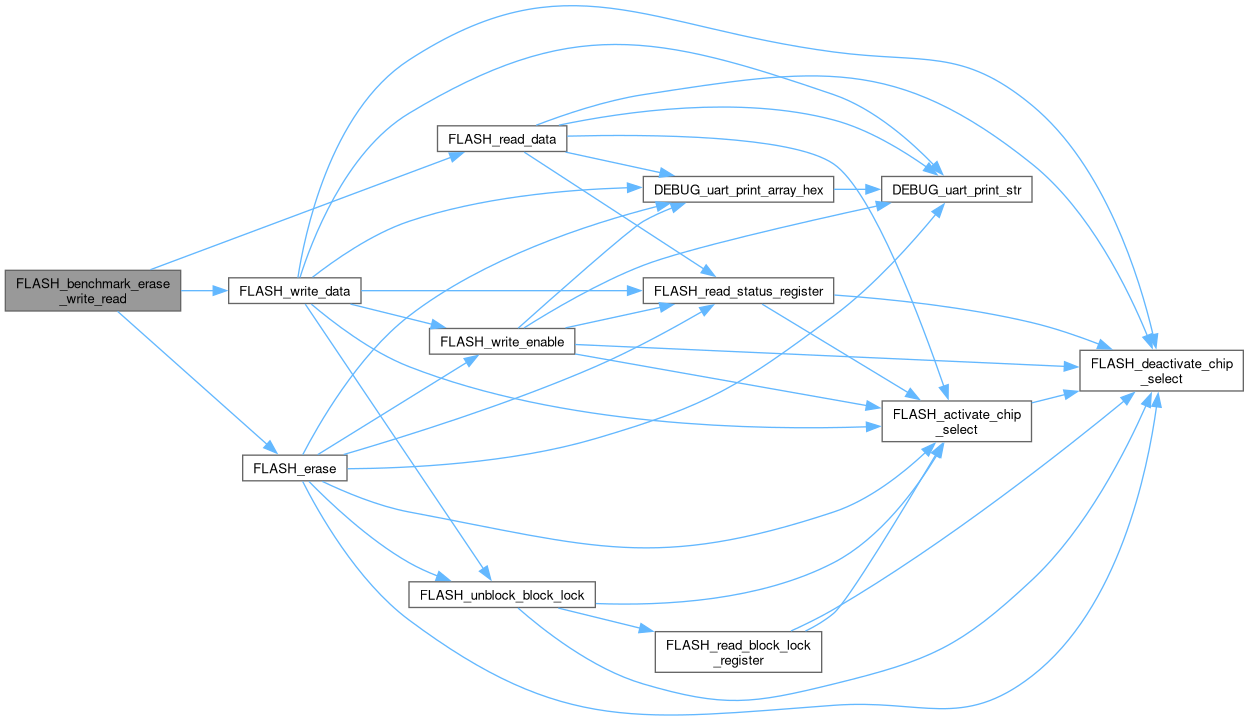 FLASH_read_data
DEBUG_uart_print_array_hex
DEBUG_uart_print_str
FLASH_benchmark_erase
_write_read
FLASH_write_data
FLASH_read_status_register
FLASH_write_enable
FLASH_deactivate_chip
_select
FLASH_activate_chip
_select
FLASH_erase
FLASH_unblock_block_lock
FLASH_read_block_lock
_register